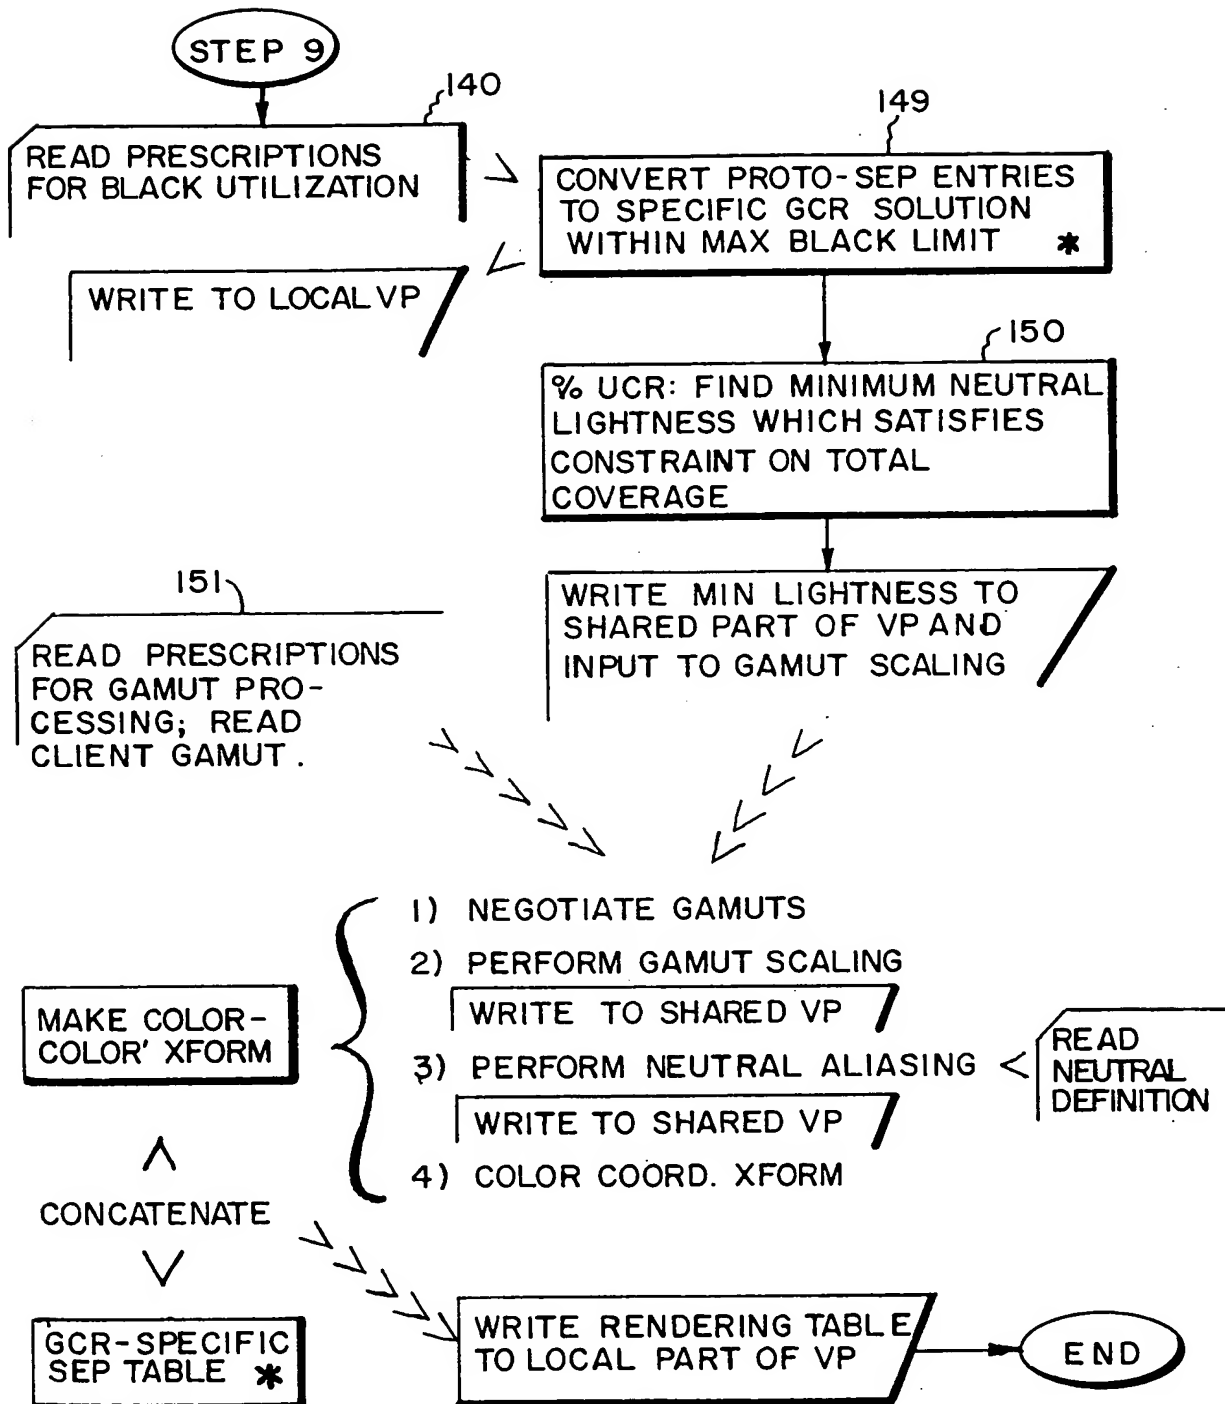 STEP 9
140
READ PRESCRIPTIONS
FOR BLACK UTILIZATION
149
CONVERT PROTO-SEP ENTRIES
TO SPECIFIC GCR SOLUTION
WITHIN MAX BLACK LIMIT *
WRITE TO LOCAL VP
150
% UCR: FIND MINIMUM NEUTRAL
LIGHTNESS WHICH SATISFIES
CONSTRAINT ON TOTAL
COVERAGE
WRITE MIN LIGHTNESS TO
SHARED PART OF VP AND
INPUT TO GAMUT SCALING
151
READ PRESCRIPTIONS
FOR GAMUT PRO-
CESSING; READ
CLIENT GAMUT.
1) NEGOTIATE GAMUTS
2) PERFORM GAMUT SCALING
WRITE TO SHARED VP
3) PERFORM NEUTRAL ALIASING
WRITE TO SHARED VP
4) COLOR COORD. XFORM
READ
NEUTRAL
DEFINITION
MAKE COLOR-
COLOR' XFORM
CONCATENATE
GCR-SPECIFIC
SEP TABLE *
WRITE RENDERING TABLE
TO LOCAL PART OF VP
END